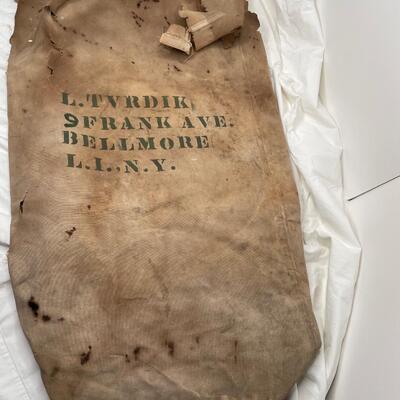 L.TVRDIK
9 FRANK AVE.
BELLMORE
L.I., N.Y.